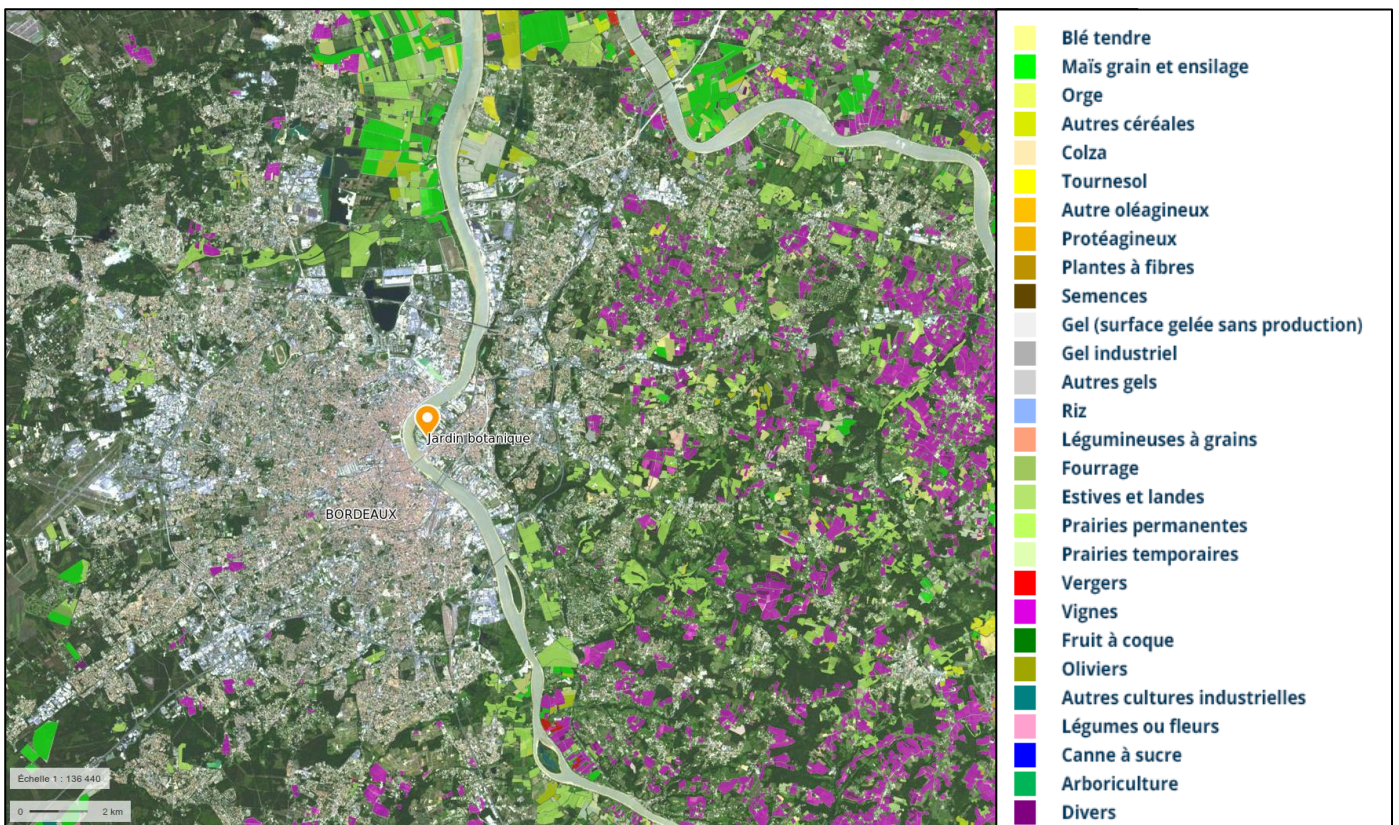 Jardin botanique
BORDEAUX
Échelle 1 : 136 440
0 2 km
Blé tendre
Maïs grain et ensilage
Orge
Autres céréales
Colza
Tournesol
Autre oléagineux
Protéagineux
Plantes à fibres
Semences
Gel (surface gelée sans production)
Gel industriel
Autres gels
Riz
Légumineuses à grains
Fourrage
Estives et landes
Prairies permanentes
Prairies temporaires
Vergers
Vignes
Fruit à coque
Oliviers
Autres cultures industrielles
Légumes ou fleurs
Canne à sucre
Arboriculture
Divers